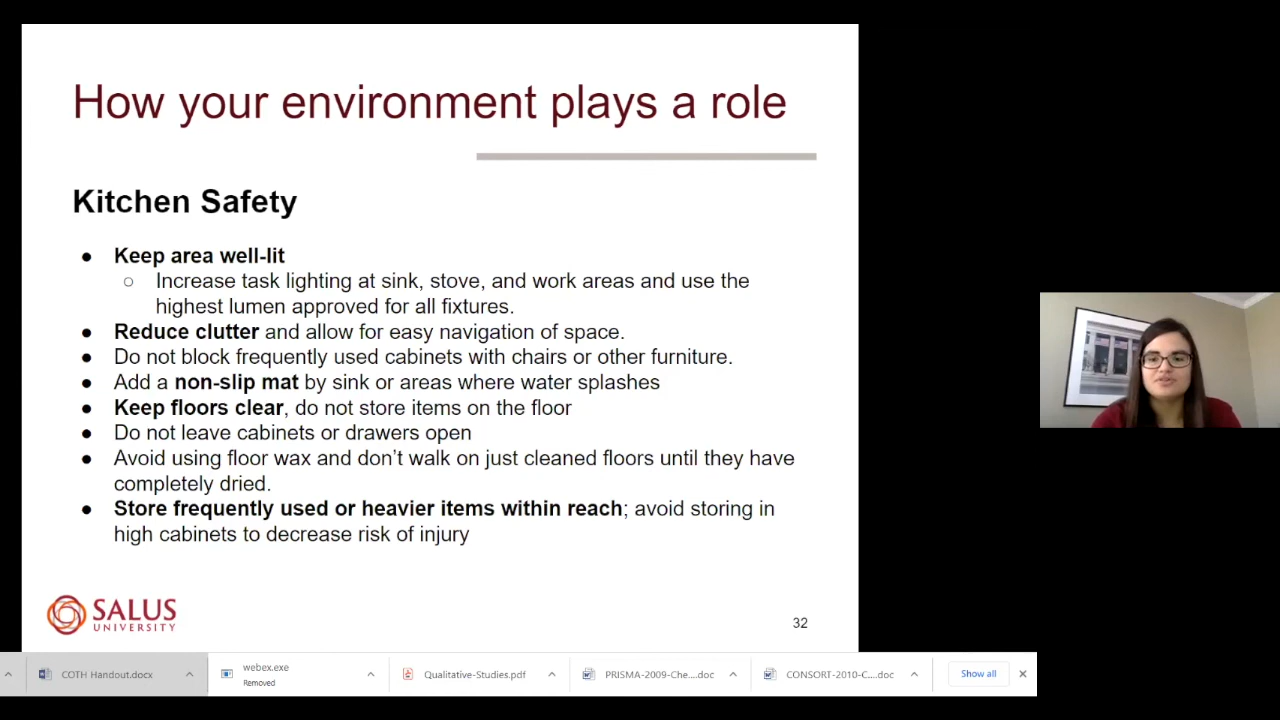 How your environment plays a role
Kitchen Safety
● Keep area well-lit
○ Increase task lighting at sink, stove, and work areas and use the
highest lumen approved for all fixtures.
● Reduce clutter and allow for easy navigation of space.
● Do not block frequently used cabinets with chairs or other furniture.
● Add a non-slip mat by sink or areas where water splashes
● Keep floors clear, do not store items on the floor
● Do not leave cabinets or drawers open
● Avoid using floor wax and don’t walk on just cleaned floors until they have
completely dried.
● Store frequently used or heavier items within reach; avoid storing in
high cabinets to decrease risk of injury
SALUS
UNIVERSITY
32
COTH Handout.docx
webex.exe
Removed
Qualitative-Studies.pdf
PRISMA-2009-Che....doc
CONSORT-2010-C....doc
Show all